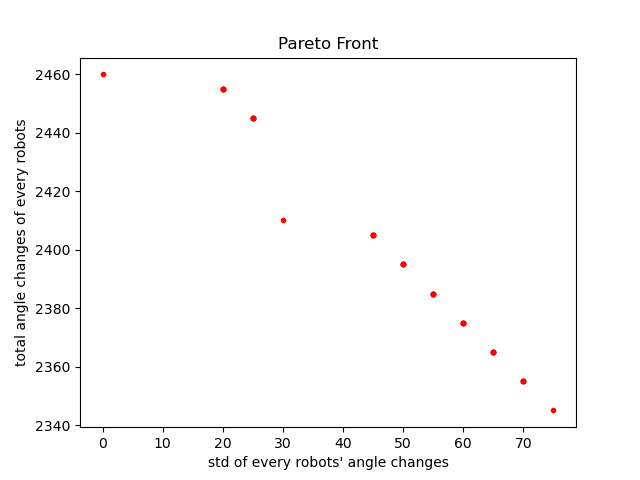 Pareto Front
total angle changes of every robots
2460
2440
2420
2400
2380
2360
2340
0 10 20 30 40 50 60 70
std of every robots' angle changes